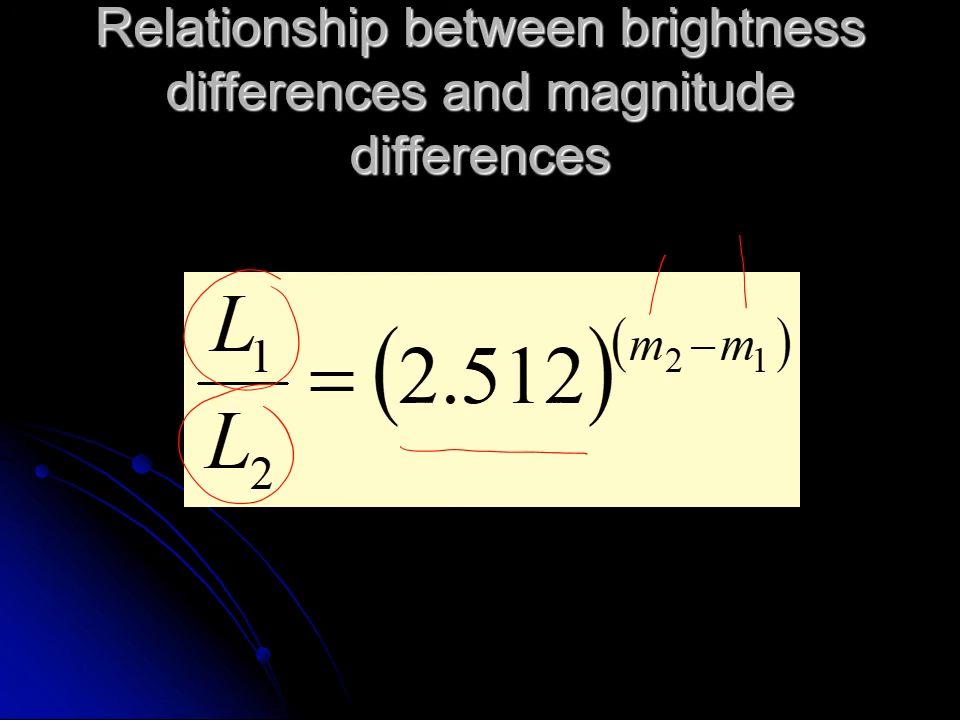 Relationship between brightness
differences and magnitude
differences
L₁/L₂ = (2.512)^(m₂ − m₁)